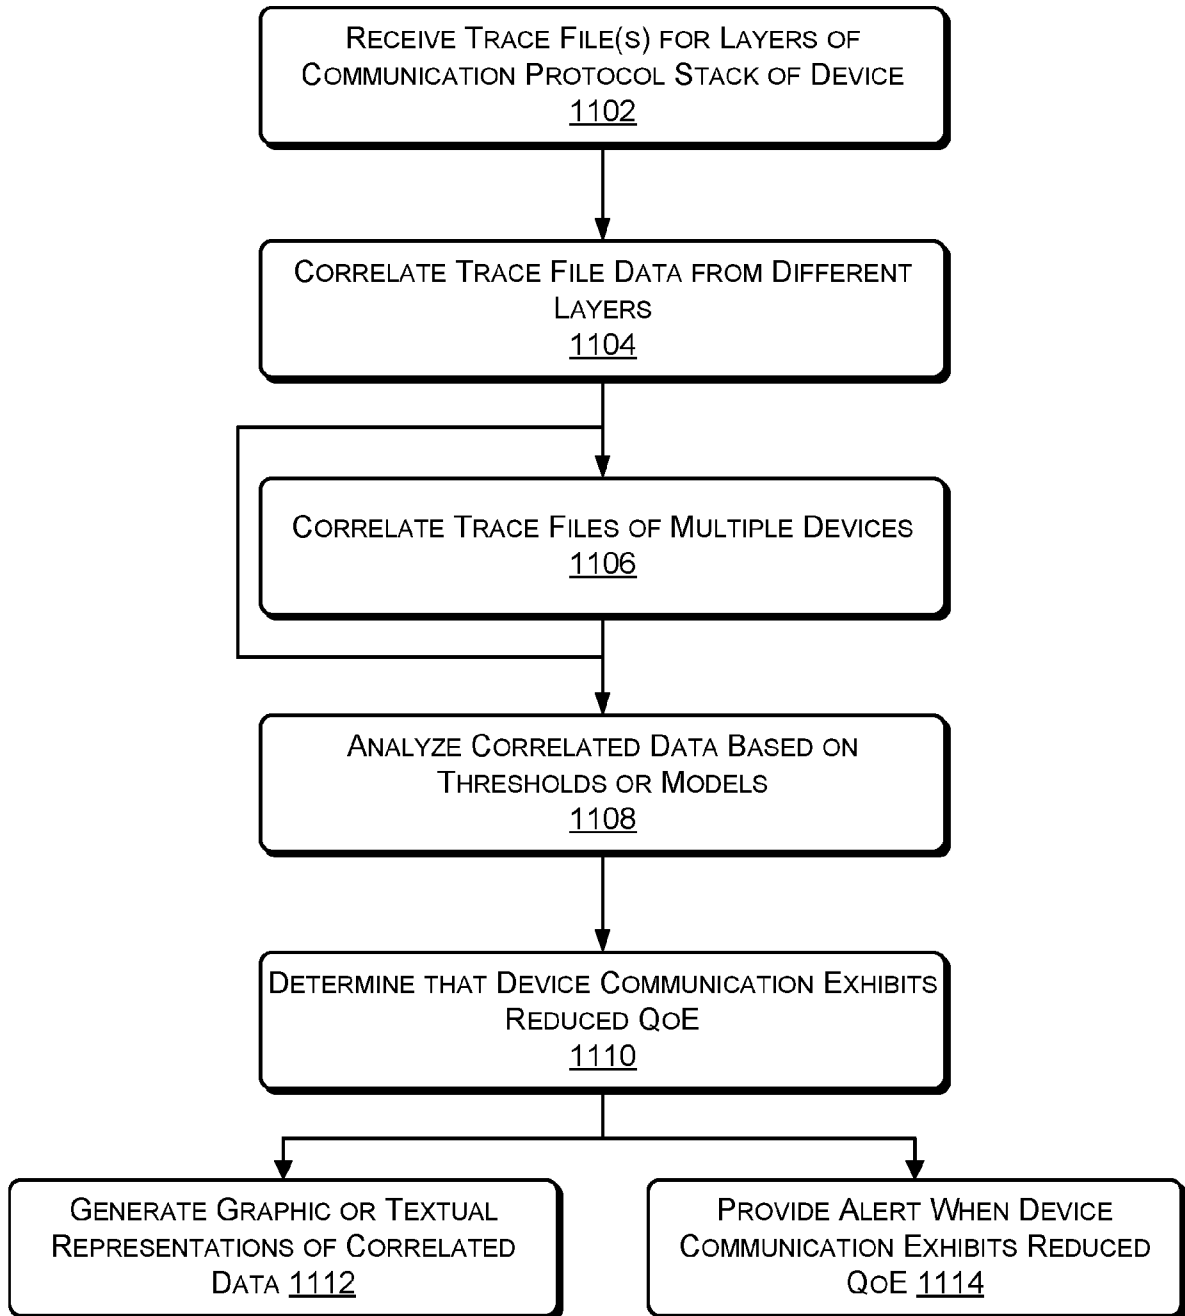 RECEIVE TRACE FILE(S) FOR LAYERS OF
COMMUNICATION PROTOCOL STACK OF DEVICE
1102
CORRELATE TRACE FILE DATA FROM DIFFERENT
LAYERS
1104
CORRELATE TRACE FILES OF MULTIPLE DEVICES
1106
ANALYZE CORRELATED DATA BASED ON
THRESHOLDS OR MODELS
1108
DETERMINE THAT DEVICE COMMUNICATION EXHIBITS
REDUCED QOE
1110
GENERATE GRAPHIC OR TEXTUAL
REPRESENTATIONS OF CORRELATED
DATA 1112
PROVIDE ALERT WHEN DEVICE
COMMUNICATION EXHIBITS REDUCED
QOE 1114